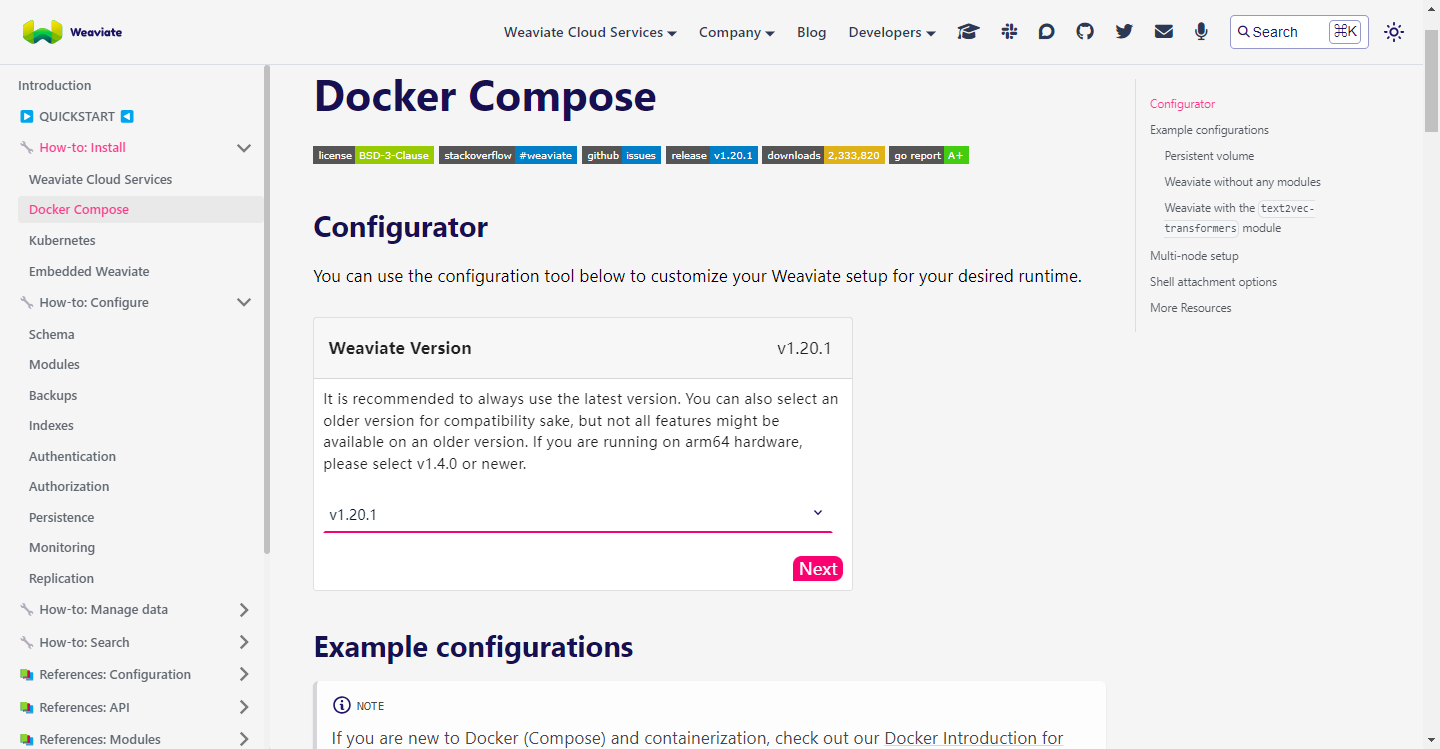 Weaviate
Weaviate Cloud Services
Company
Blog
Developers
Search
⌘K
Introduction
QUICKSTART
How-to: Install
Weaviate Cloud Services
Docker Compose
Kubernetes
Embedded Weaviate
How-to: Configure
Schema
Modules
Backups
Indexes
Authentication
Authorization
Persistence
Monitoring
Replication
How-to: Manage data
How-to: Search
References: Configuration
References: API
References: Modules
Docker Compose
license BSD-3-Clause
stackoverflow #weaviate
github issues
release v1.20.1
downloads 2,333,820
go report A+
Configurator
You can use the configuration tool below to customize your Weaviate setup for your desired runtime.
Weaviate Version
v1.20.1
It is recommended to always use the latest version. You can also select an
older version for compatibility sake, but not all features might be
available on an older version. If you are running on arm64 hardware,
please select v1.4.0 or newer.
v1.20.1
Next
Example configurations
NOTE
If you are new to Docker (Compose) and containerization, check out our Docker Introduction for
Configurator
Example configurations
Persistent volume
Weaviate without any modules
Weaviate with the text2vec-
transformers module
Multi-node setup
Shell attachment options
More Resources